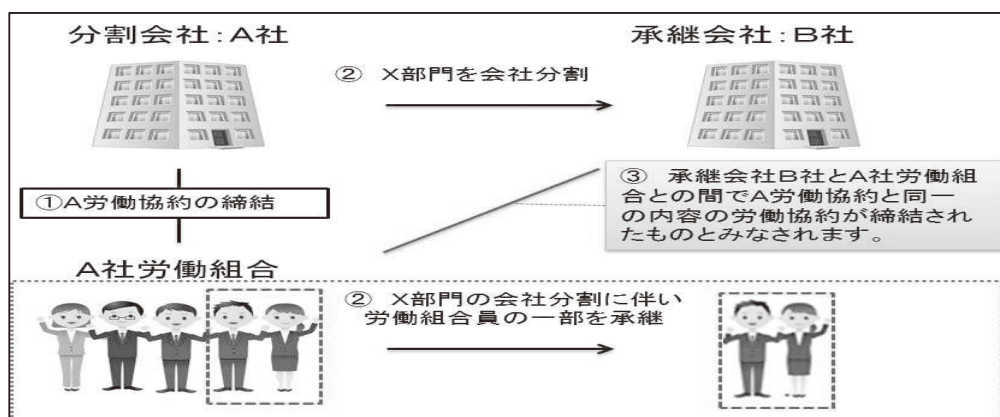 分割会社:A社
承継会社:B社
② X部門を会社分割
①A労働協約の締結
③ 承継会社B社とA社労働組
合との間でA労働協約と同一
の内容の労働協約が締結され
たものとみなされます。
A社労働組合
② X部門の会社分割に伴い
労働組合員の一部を承継